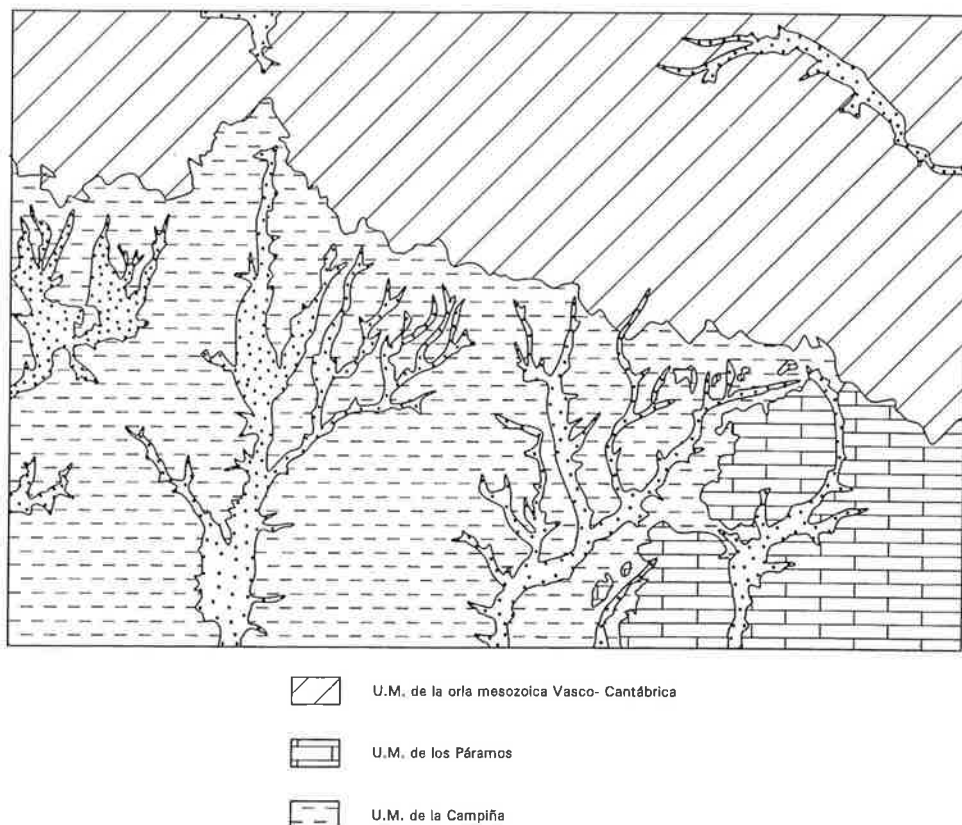 U.M. de la orla mesozoica Vasco- Cantábrica
U.M. de los Páramos
U.M. de la Campiña